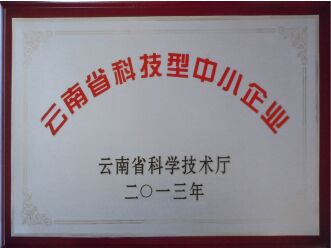 云南省科技型中小企业
云南省科学技术厅
二〇一三年